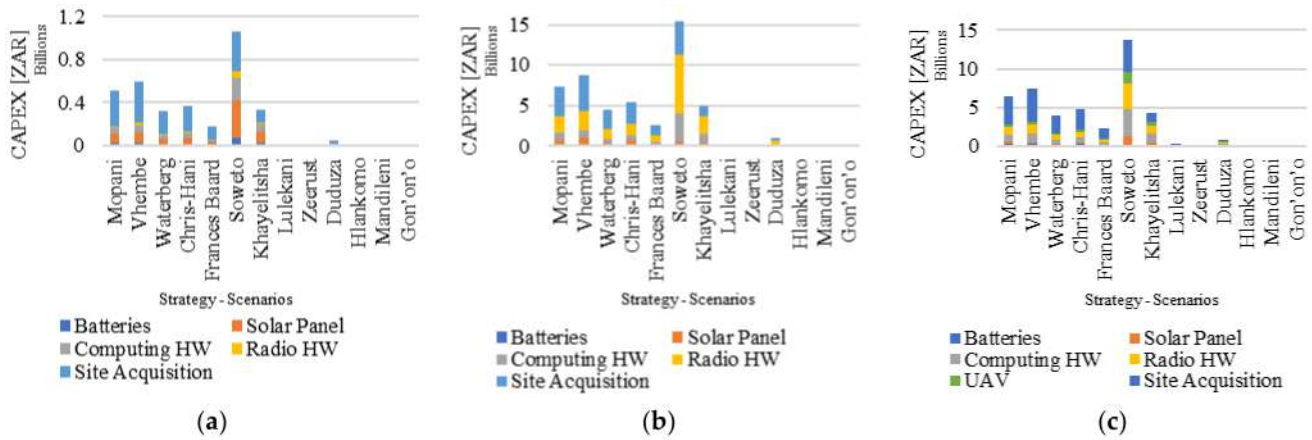 CAPEX [ZAR]
Billions
1.2
0.8
0.4
0
Mopani
Vhembe
Waterberg
Chris-Hani
Frances Baard
Soweto
Khayelitsha
Lulekani
Zeerust
Duduza
Hlankomo
Mandileni
Gon'on'o
Strategy - Scenarios
Batteries Solar Panel
Computing HW Radio HW
Site Acquisition
(a)
CAPEX [ZAR]
Billions
15
10
5
0
Mopani
Vhembe
Waterberg
Chris-Hani
Frances Baard
Soweto
Khayelitsha
Lulekani
Zeerust
Duduza
Hlankomo
Mandileni
Gon'on'o
Strategy - Scenarios
Batteries Solar Panel
Computing HW Radio HW
Site Acquisition
(b)
CAPEX [ZAR]
Billions
15
10
5
0
Mopani
Vhembe
Waterberg
Chris-Hani
Frances Baard
Soweto
Khayelitsha
Lulekani
Zeerust
Duduza
Hlankomo
Mandileni
Gon'on'o
Strategy - Scenarios
Batteries Solar Panel
Computing HW Radio HW
UAV Site Acquisition
(c)